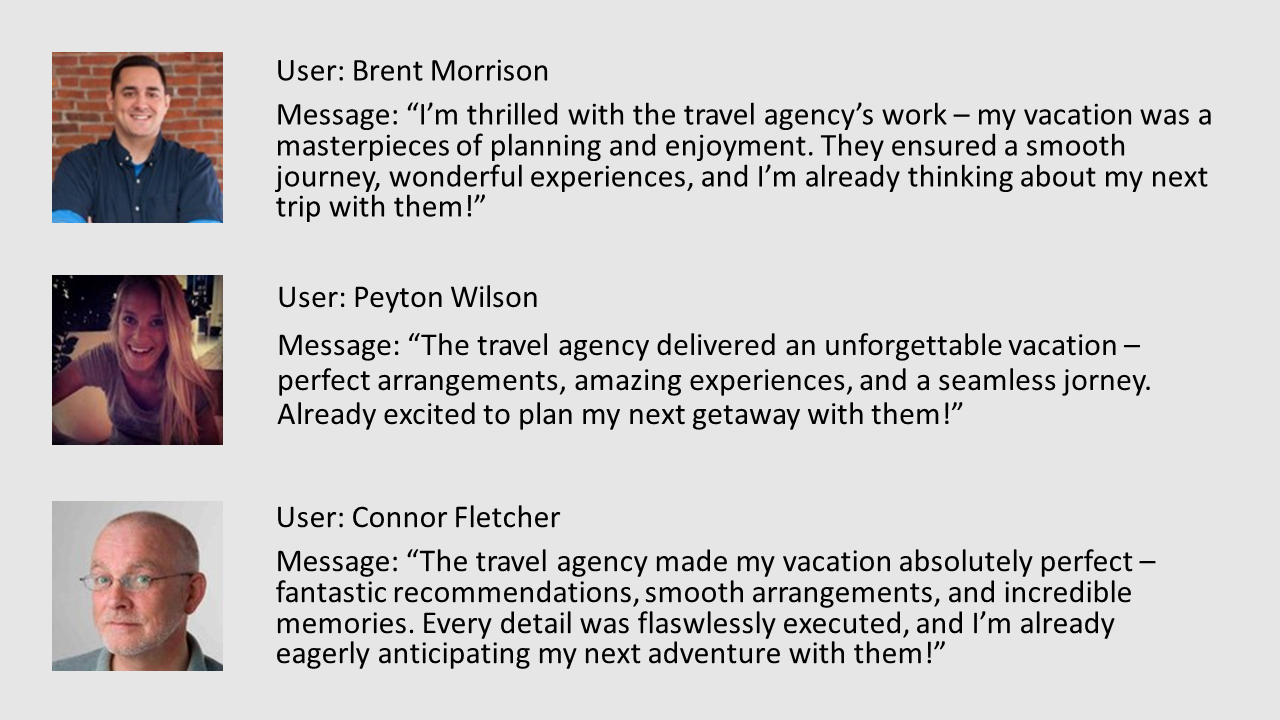 User: Brent Morrison
Message: “I’m thrilled with the travel agency’s work – my vacation was a
masterpieces of planning and enjoyment. They ensured a smooth
journey, wonderful experiences, and I’m already thinking about my next
trip with them!”
User: Peyton Wilson
Message: “The travel agency delivered an unforgettable vacation –
perfect arrangements, amazing experiences, and a seamless jorney.
Already excited to plan my next getaway with them!”
User: Connor Fletcher
Message: “The travel agency made my vacation absolutely perfect –
fantastic recommendations, smooth arrangements, and incredible
memories. Every detail was flaswlessly executed, and I’m already
eagerly anticipating my next adventure with them!”